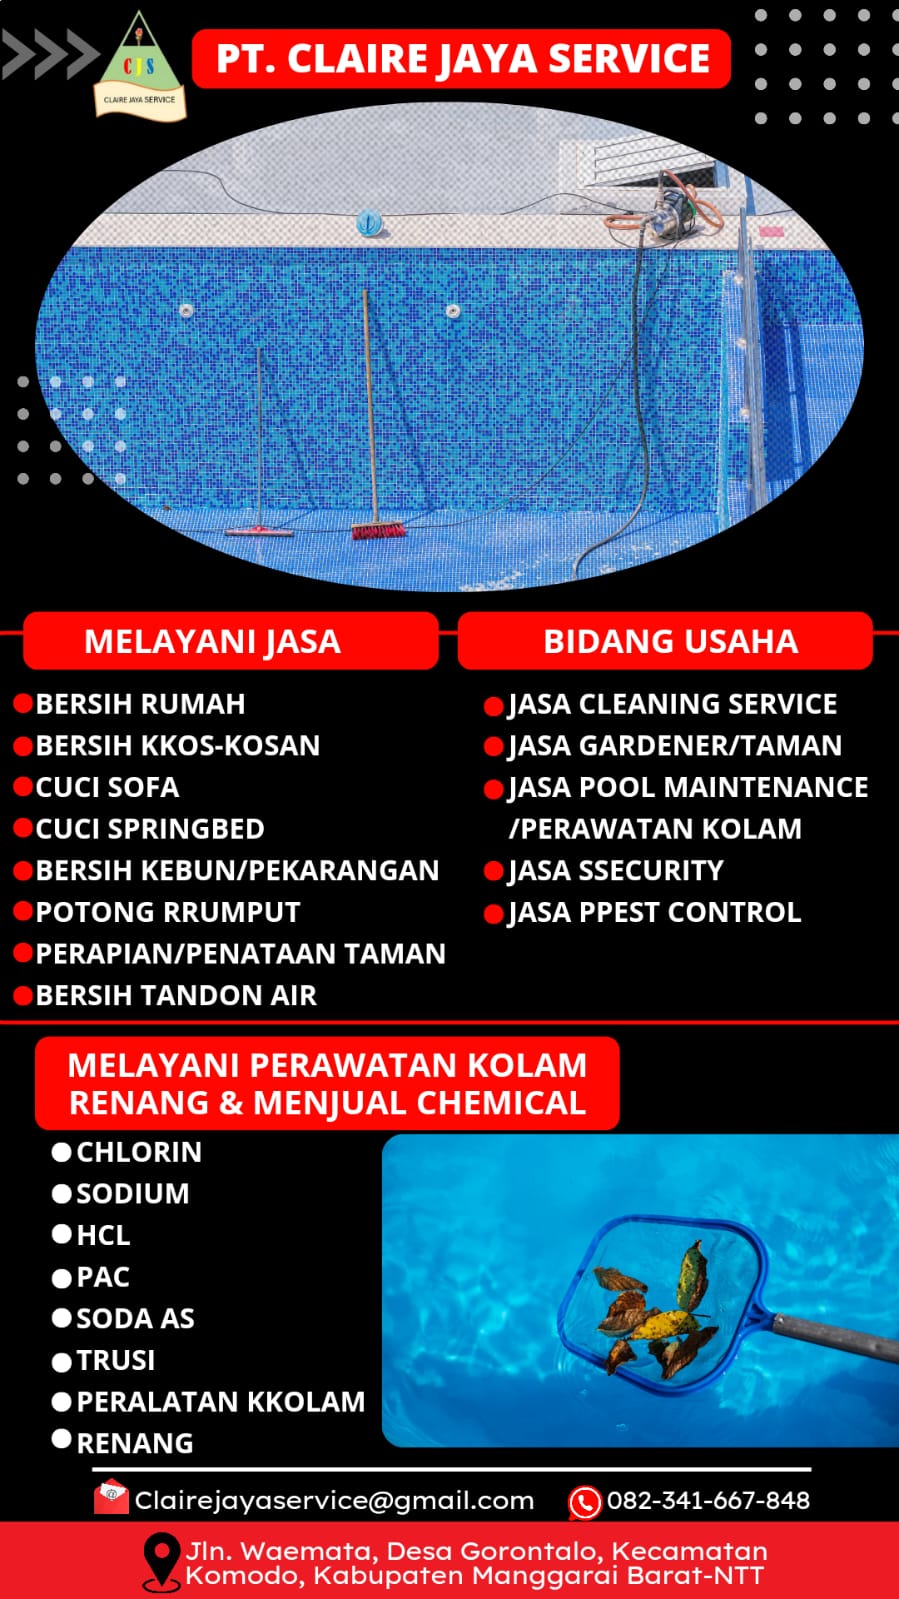 CJS
CLAIRE JAYA SERVICE
PT. CLAIRE JAYA SERVICE
MELAYANI JASA
BERSIH RUMAH
BERSIH KKOS-KOSAN
CUCI SOFA
CUCI SPRINGBED
BERSIH KEBUN/PEKARANGAN
POTONG RRUMPUT
PERAPIAN/PENATAAN TAMAN
BERSIH TANDON AIR
BIDANG USAHA
JASA CLEANING SERVICE
JASA GARDENER/TAMAN
JASA POOL MAINTENANCE
/PERAWATAN KOLAM
JASA SSECURITY
JASA PPEST CONTROL
MELAYANI PERAWATAN KOLAM
RENANG & MENJUAL CHEMICAL
CHLORIN
SODIUM
HCL
PAC
SODA AS
TRUSI
PERALATAN KKOLAM
RENANG
Clairejayaservice@gmail.com
082-341-667-848
Jln. Waemata, Desa Gorontalo, Kecamatan
Komodo, Kabupaten Manggarai Barat-NTT